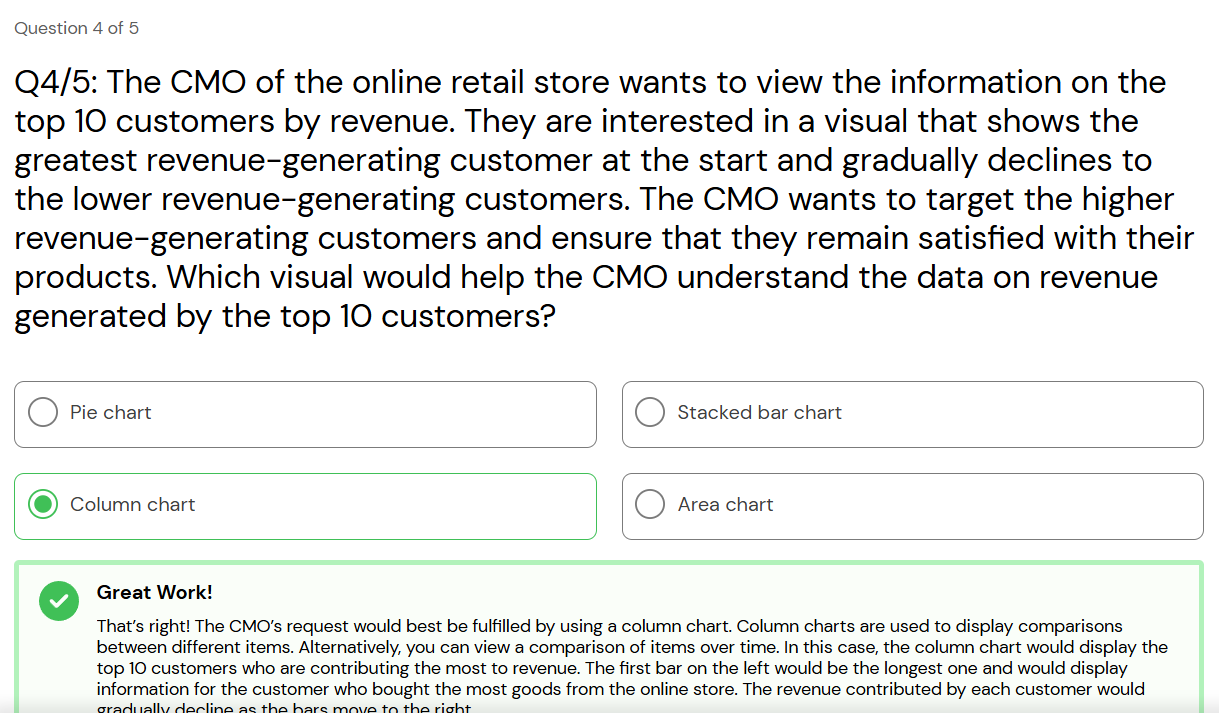 Question 4 of 5
Q4/5: The CMO of the online retail store wants to view the information on the
top 10 customers by revenue. They are interested in a visual that shows the
greatest revenue-generating customer at the start and gradually declines to
the lower revenue-generating customers. The CMO wants to target the higher
revenue-generating customers and ensure that they remain satisfied with their
products. Which visual would help the CMO understand the data on revenue
generated by the top 10 customers?
Pie chart
Stacked bar chart
Column chart
Area chart
Great Work!
That's right! The CMO's request would best be fulfilled by using a column chart. Column charts are used to display comparisons
between different items. Alternatively, you can view a comparison of items over time. In this case, the column chart would display the
top 10 customers who are contributing the most to revenue. The first bar on the left would be the longest one and would display
information for the customer who bought the most goods from the online store. The revenue contributed by each customer would
gradually decline as the bars move to the right.